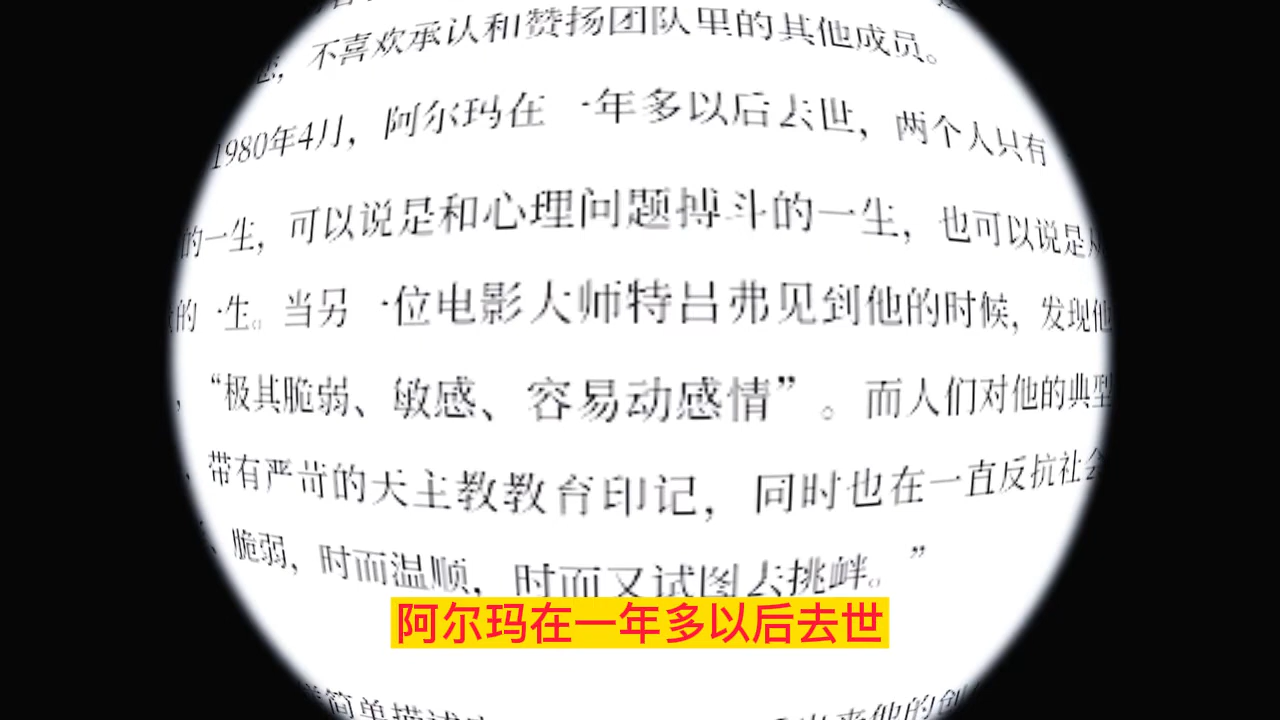 不喜欢承认和赞扬团队里的其他成员。
1980年4月，阿尔玛在一年多以后去世，两个人只有
的一生，可以说是和心理问题搏斗的一生，也可以说是
的一生。当另一位电影大师特吕弗见到他的时候，发现他
，“极其脆弱、敏感、容易动感情”。而人们对他的典型
，带有严苛的天主教教育印记，同时也在一直反抗社会
、脆弱，时而温顺，时而又试图去挑衅。”
阿尔玛在一年多以后去世
简单描述
他的创